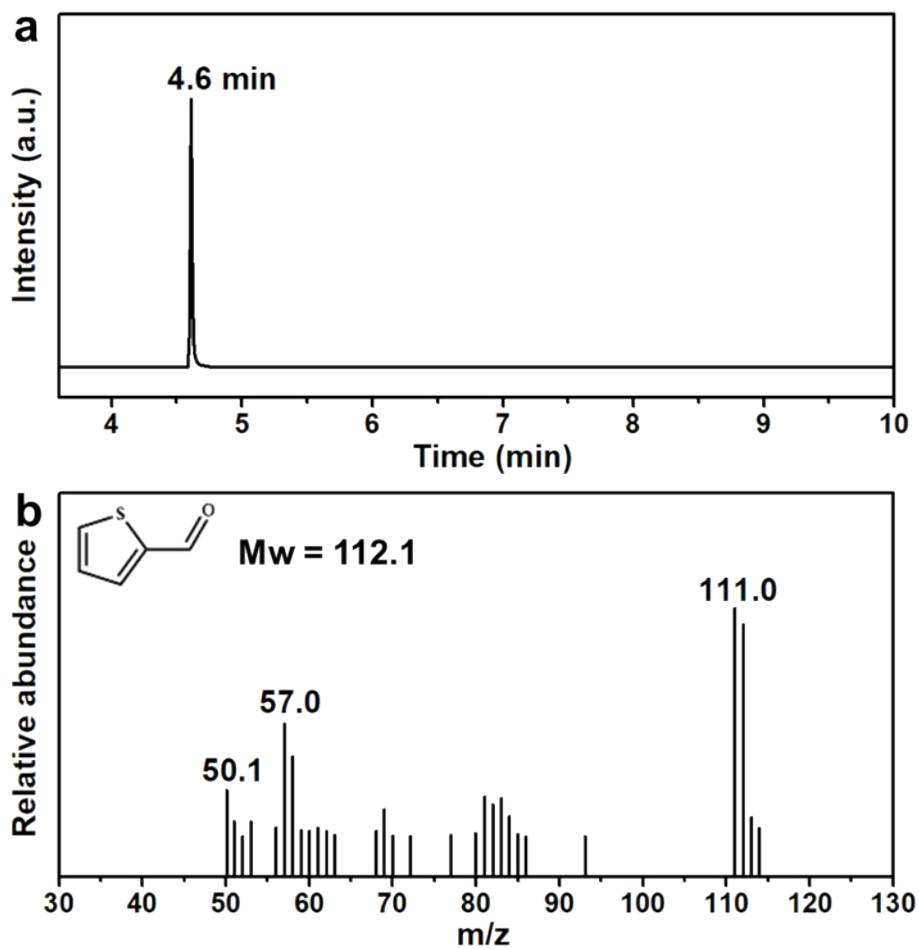 a
4.6 min
Intensity (a.u.)
4 5 6 7 8 9 10
Time (min)
b
S
O
Mw = 112.1
111.0
57.0
50.1
Relative abundance
30 40 50 60 70 80 90 100 110 120 130
m/z